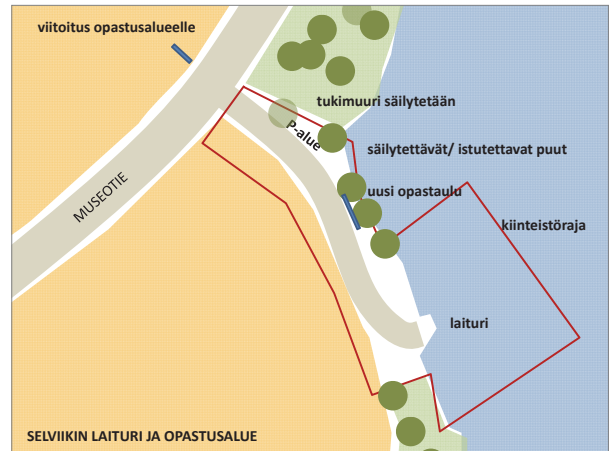 viitoitus opastusalueelle
tukimuuri säilytetään
P-alue
säilytettävät/ istutettavat puut
MUSEOTIE
uusi opastaulu
kiinteistöraja
laituri
SELVIIKIN LAITURI JA OPASTUSALUE